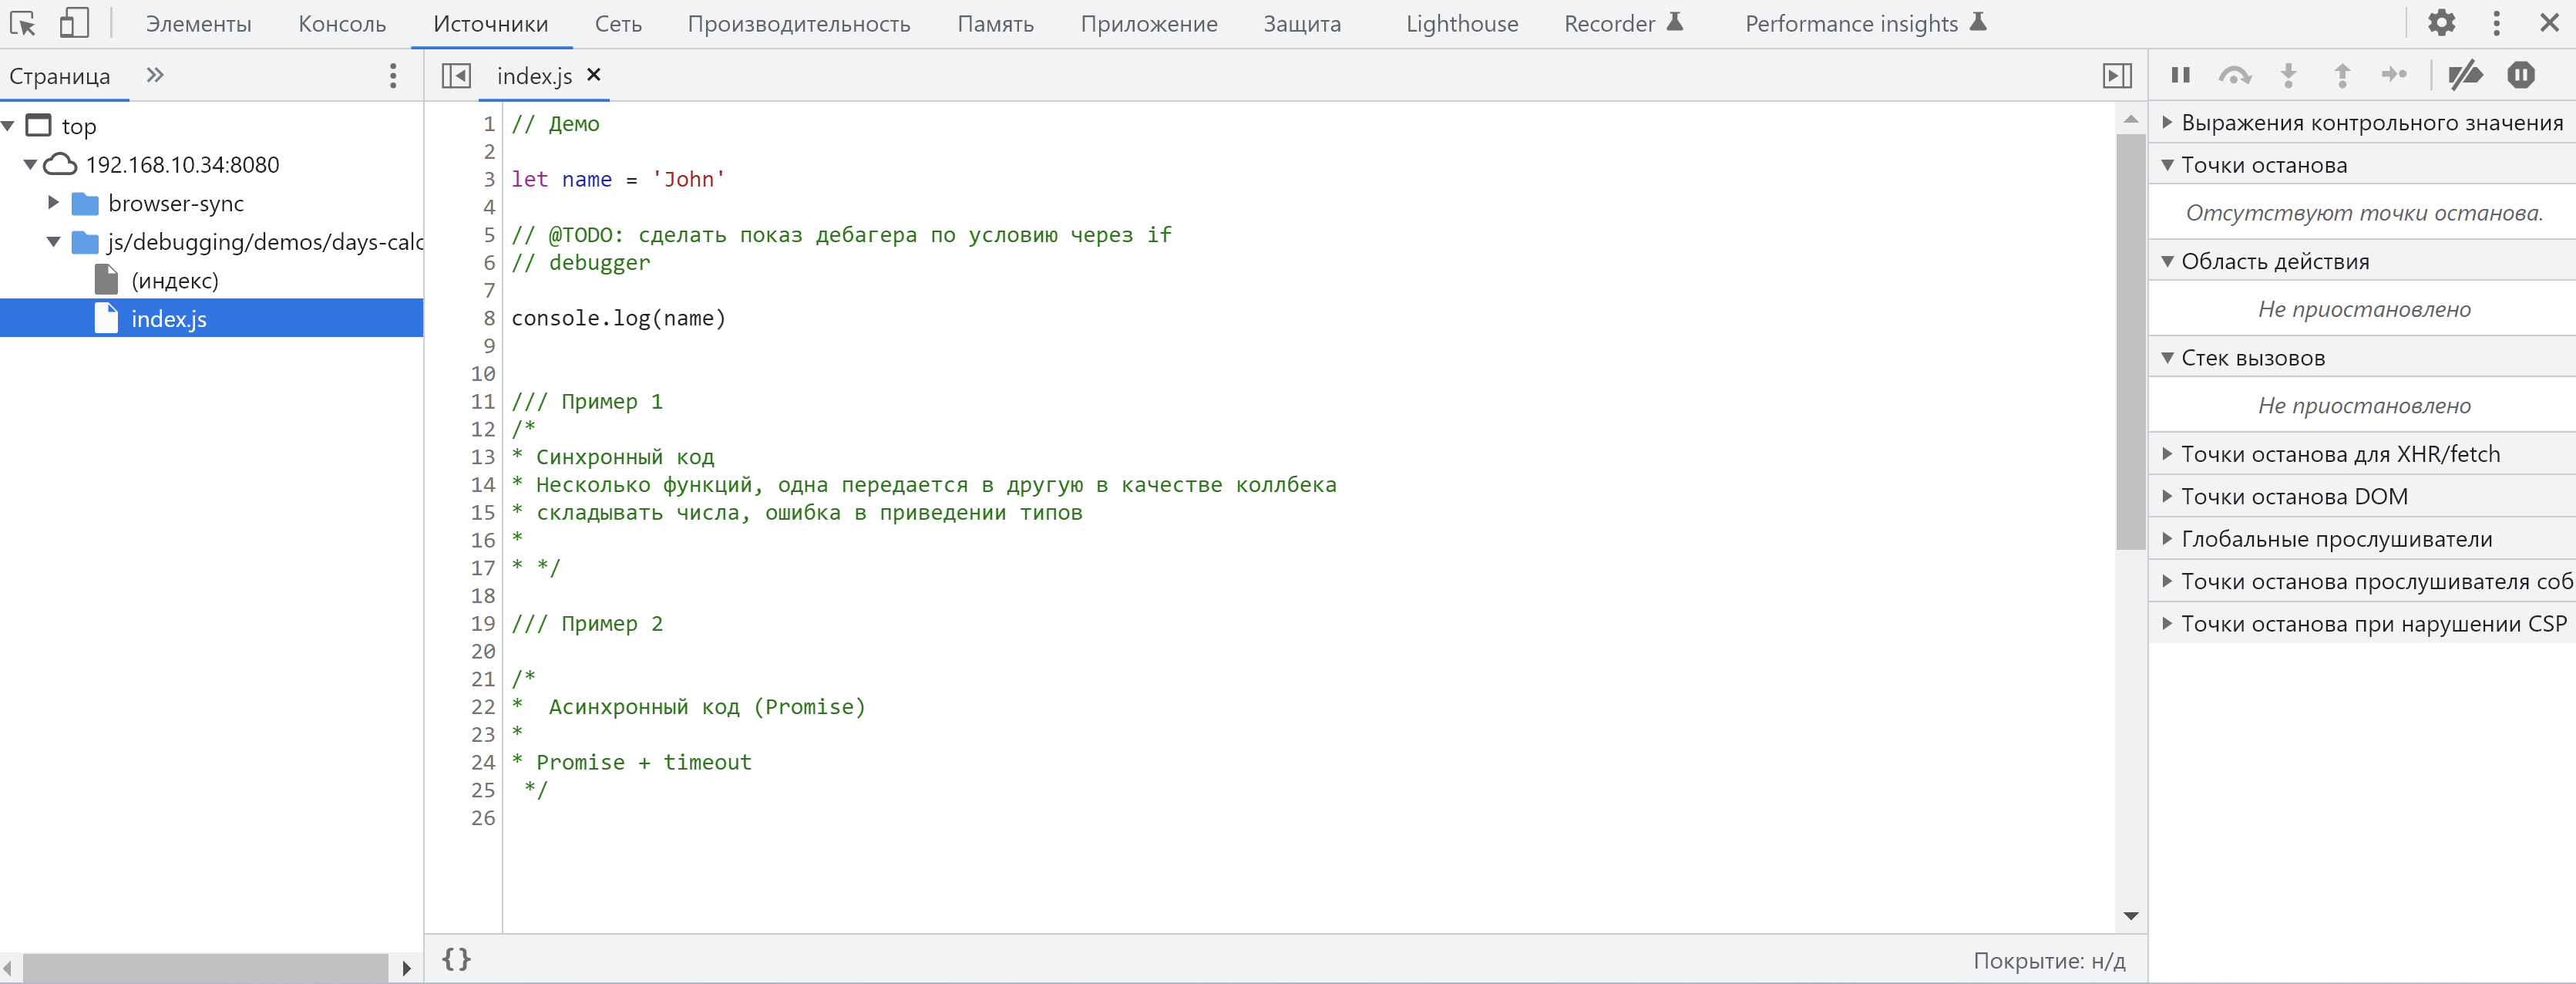 Элементы Консоль Источники Сеть Производительность Память Приложение Защита Lighthouse Recorder Performance insights
Страница
top
192.168.10.34:8080
browser-sync
js/debugging/demos/days-calc
(индекс)
index.js
index.js
1 // Демо
2
3 let name = 'John'
4
5 // @TODO: сделать показ дебагера по условию через if
6 // debugger
7
8 console.log(name)
9
10
11 /// Пример 1
12 /*
13 * Синхронный код
14 * Несколько функций, одна передается в другую в качестве коллбека
15 * складывать числа, ошибка в приведении типов
16 *
17 * */
18
19 /// Пример 2
20
21 /*
22 *  Асинхронный код (Promise)
23 *
24 * Promise + timeout
25  */
26
{} Покрытие: н/д
Выражения контрольного значения
Точки останова
Отсутствуют точки останова.
Область действия
Не приостановлено
Стек вызовов
Не приостановлено
Точки останова для XHR/fetch
Точки останова DOM
Глобальные прослушиватели
Точки останова прослушивателя соб
Точки останова при нарушении CSP